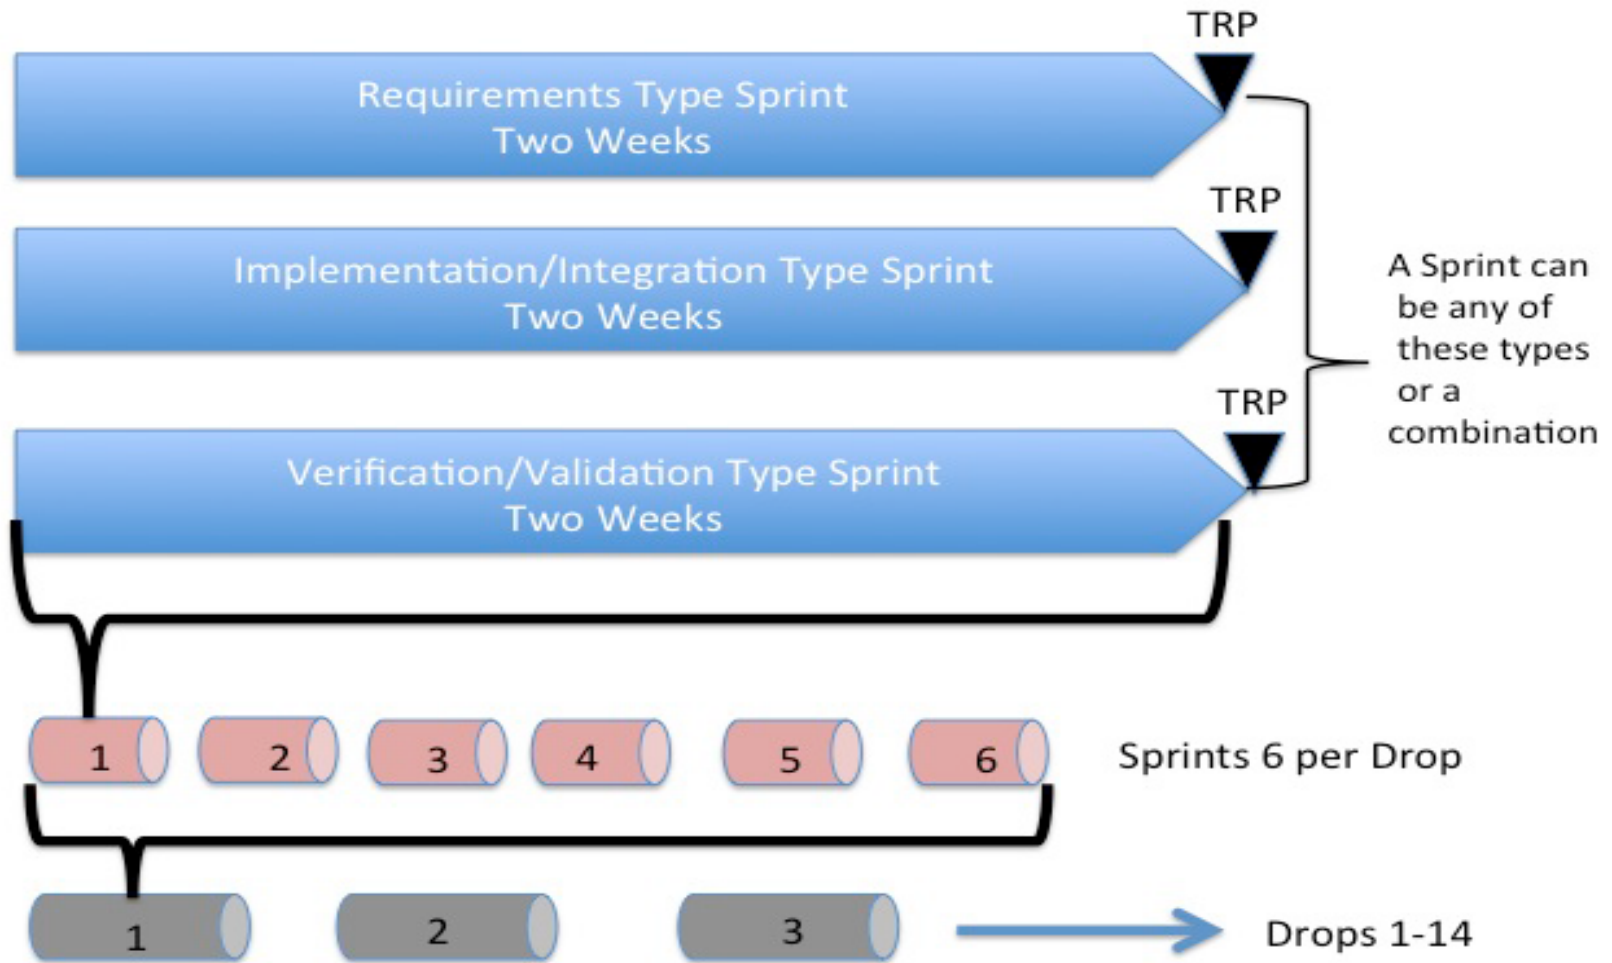 TRP
Requirements Type Sprint
Two Weeks
TRP
Implementation/Integration Type Sprint
Two Weeks
A Sprint can
be any of
these types
or a
combination
TRP
Verification/Validation Type Sprint
Two Weeks
1
2
3
4
5
6
Sprints 6 per Drop
1
2
3
Drops 1-14